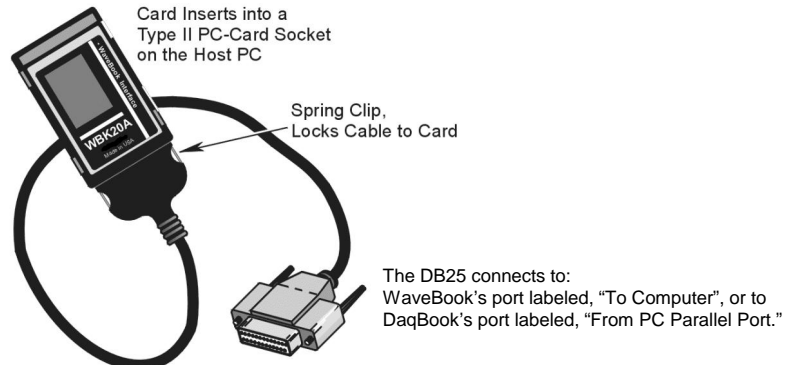 Card Inserts into a
Type II PC-Card Socket
on the Host PC
WaveBook Interface
WBK20A
Made in USA
Spring Clip,
Locks Cable to Card
The DB25 connects to:
WaveBook's port labeled, “To Computer”, or to
DaqBook's port labeled, “From PC Parallel Port.”